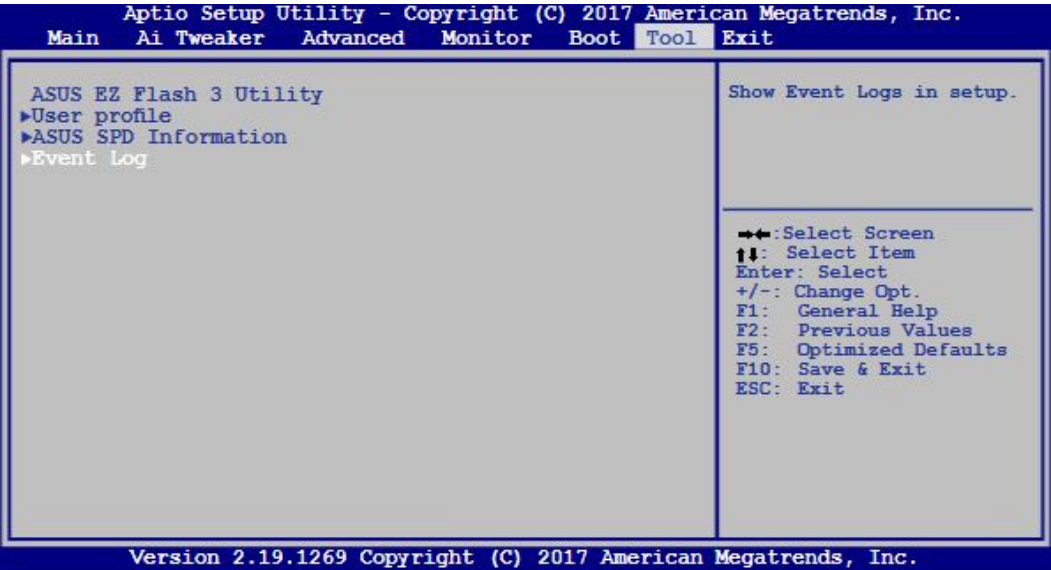 Aptio Setup Utility - Copyright (C) 2017 American Megatrends, Inc.
Main Ai Tweaker Advanced Monitor Boot Tool Exit
ASUS EZ Flash 3 Utility
▶User profile
▶ASUS SPD Information
▶Event Log
Show Event Logs in setup.
→←:Select Screen
↑↓: Select Item
Enter: Select
+/-: Change Opt.
F1: General Help
F2: Previous Values
F5: Optimized Defaults
F10: Save & Exit
ESC: Exit
Version 2.19.1269 Copyright (C) 2017 American Megatrends, Inc.